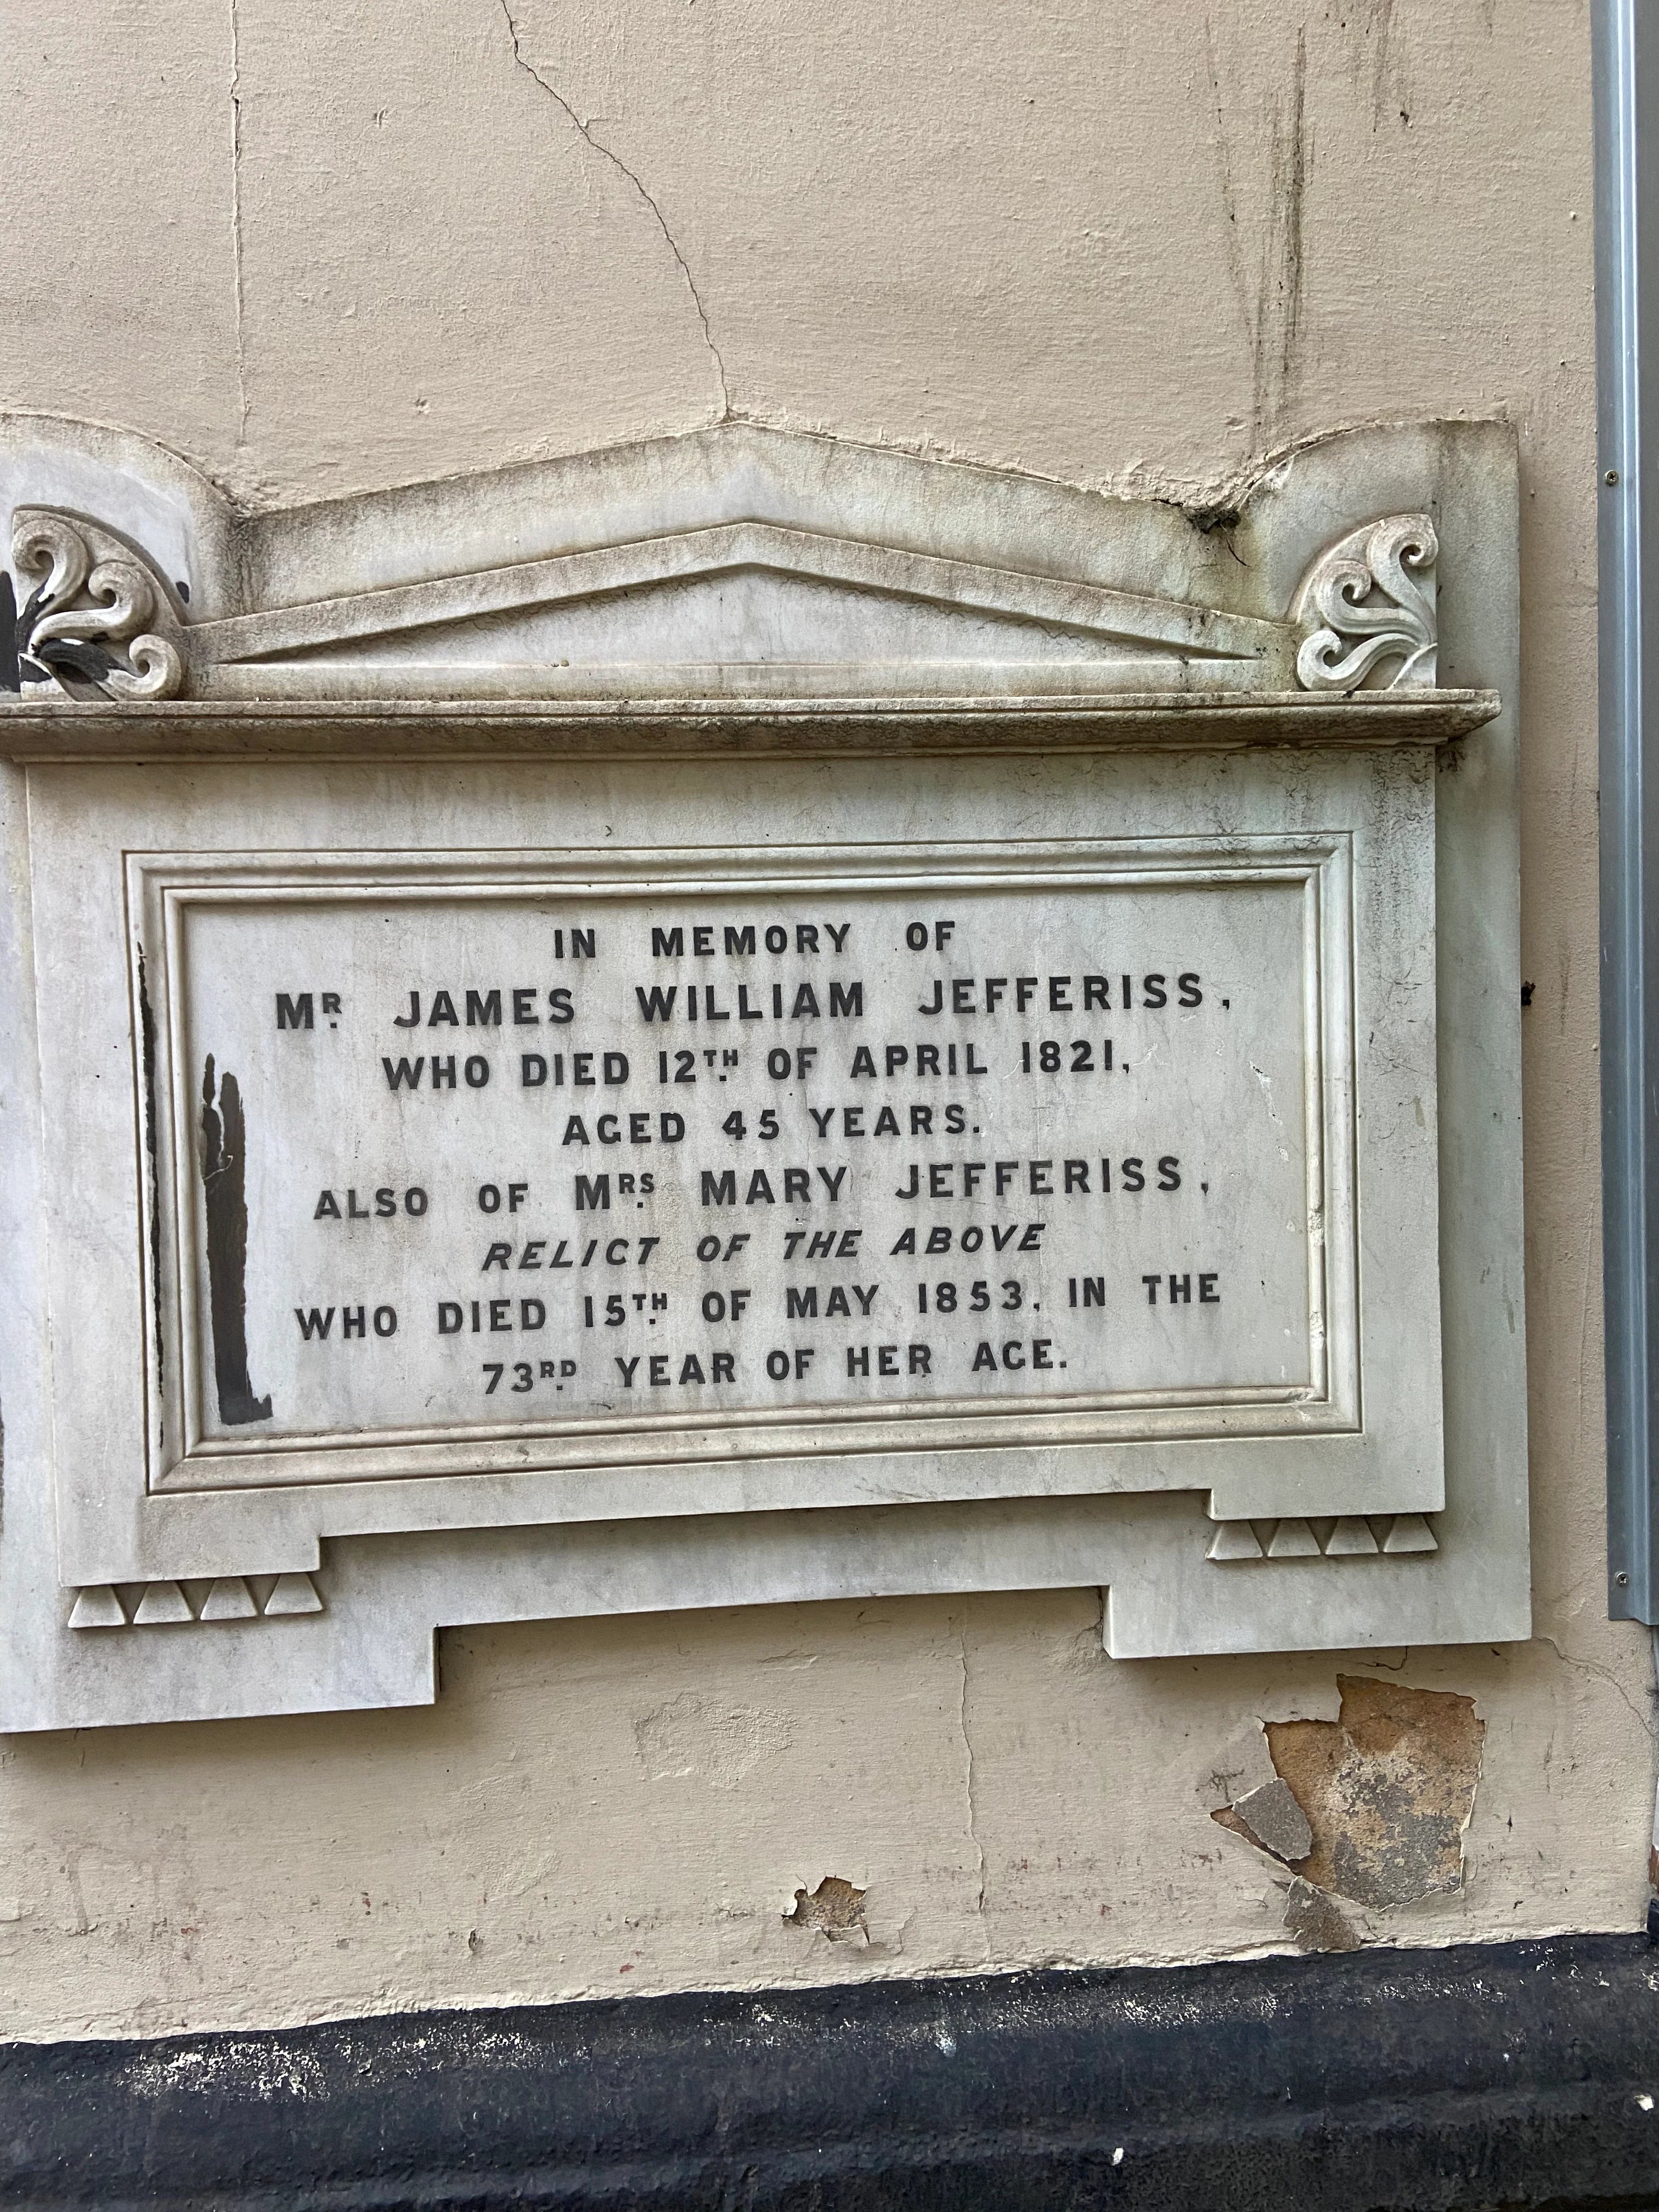 IN MEMORY OF
MR. JAMES WILLIAM JEFFERISS,
WHO DIED 12TH. OF APRIL 1821,
AGED 45 YEARS.
ALSO OF MRS. MARY JEFFERISS,
RELICT OF THE ABOVE
WHO DIED 15TH. OF MAY 1853, IN THE
73RD. YEAR OF HER AGE.